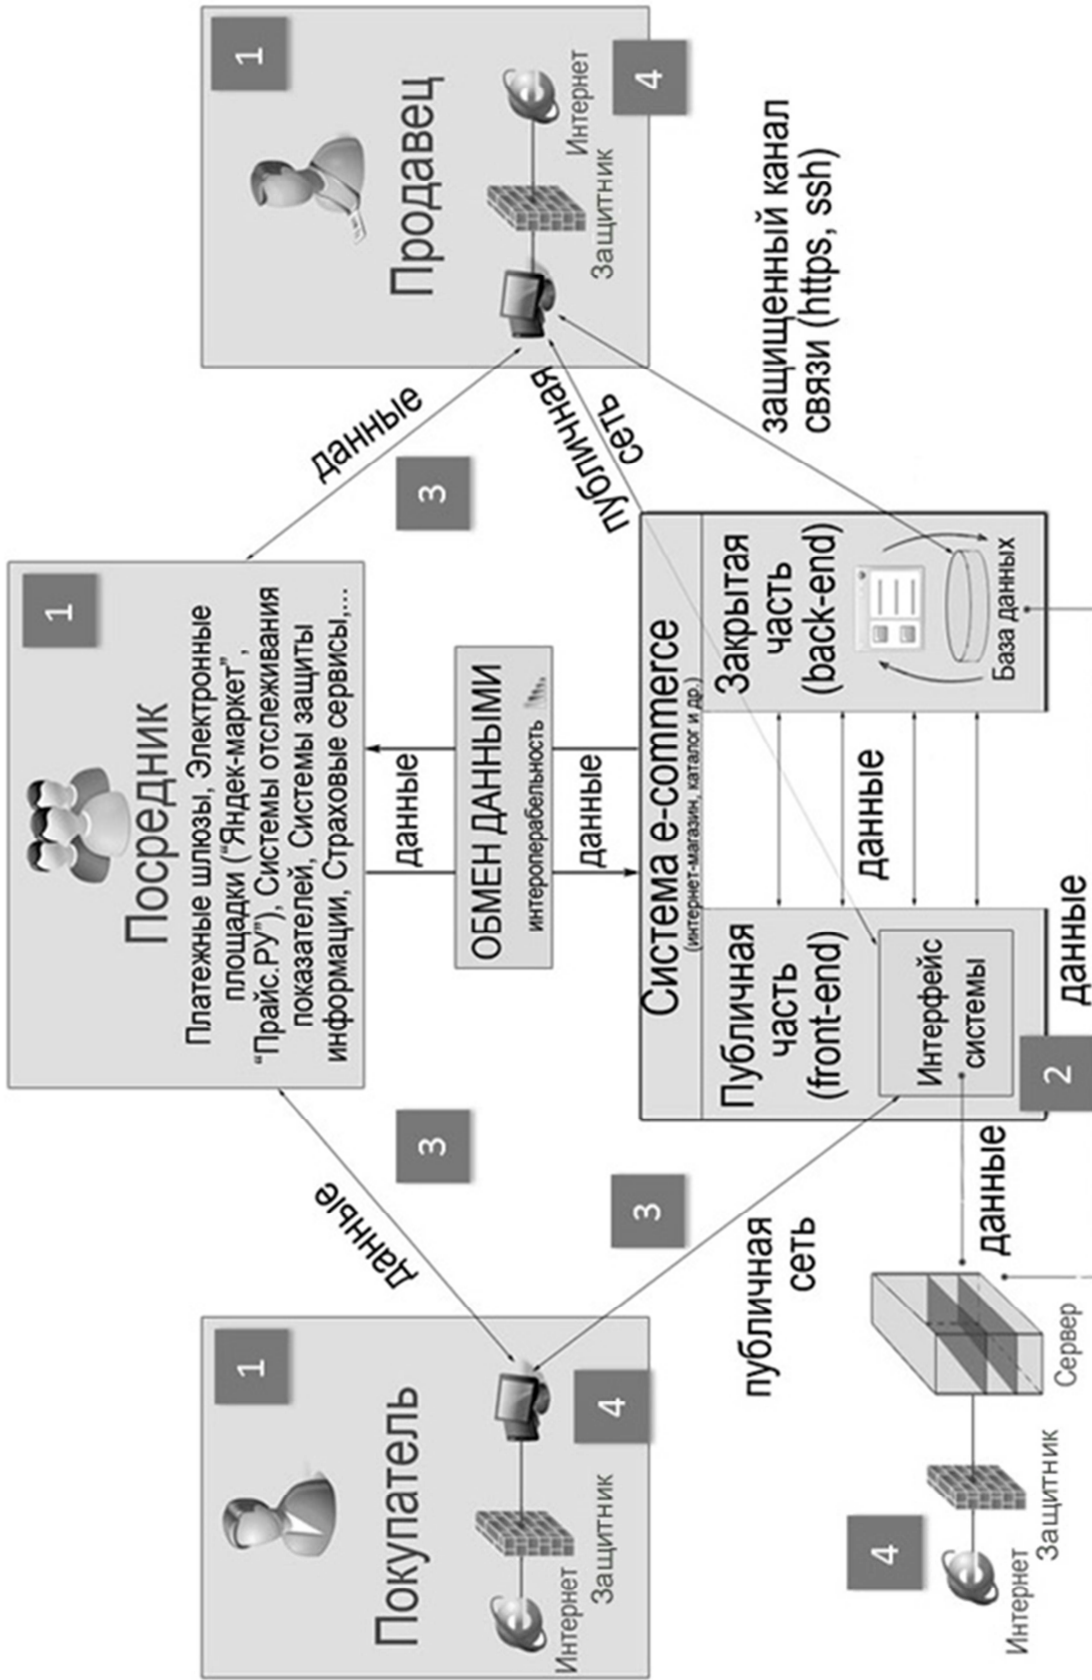 1
Посредник
Платежные шлюзы, Электронные
площадки ("Яндек-маркет",
"Прайс.РУ"), Системы отслеживания
показателей, Системы защиты
информации, Страховые сервисы,...
1
Покупатель
Интернет
Защитник
4
1
Продавец
Защитник
Интернет
4
данные
3
данные
3
данные
ОБМЕН ДАННЫМИ
интероперабельность
данные
3
публичная
сеть
публичная
сеть
защищенный канал
связи (https, ssh)
Система e-commerce
(интернет-магазин, каталог и др.)
Публичная
часть
(front-end)
Интерфейс
системы
2
данные
Закрытая
часть
(back-end)
База данных
4
Интернет
Защитник
Сервер
данные
данные